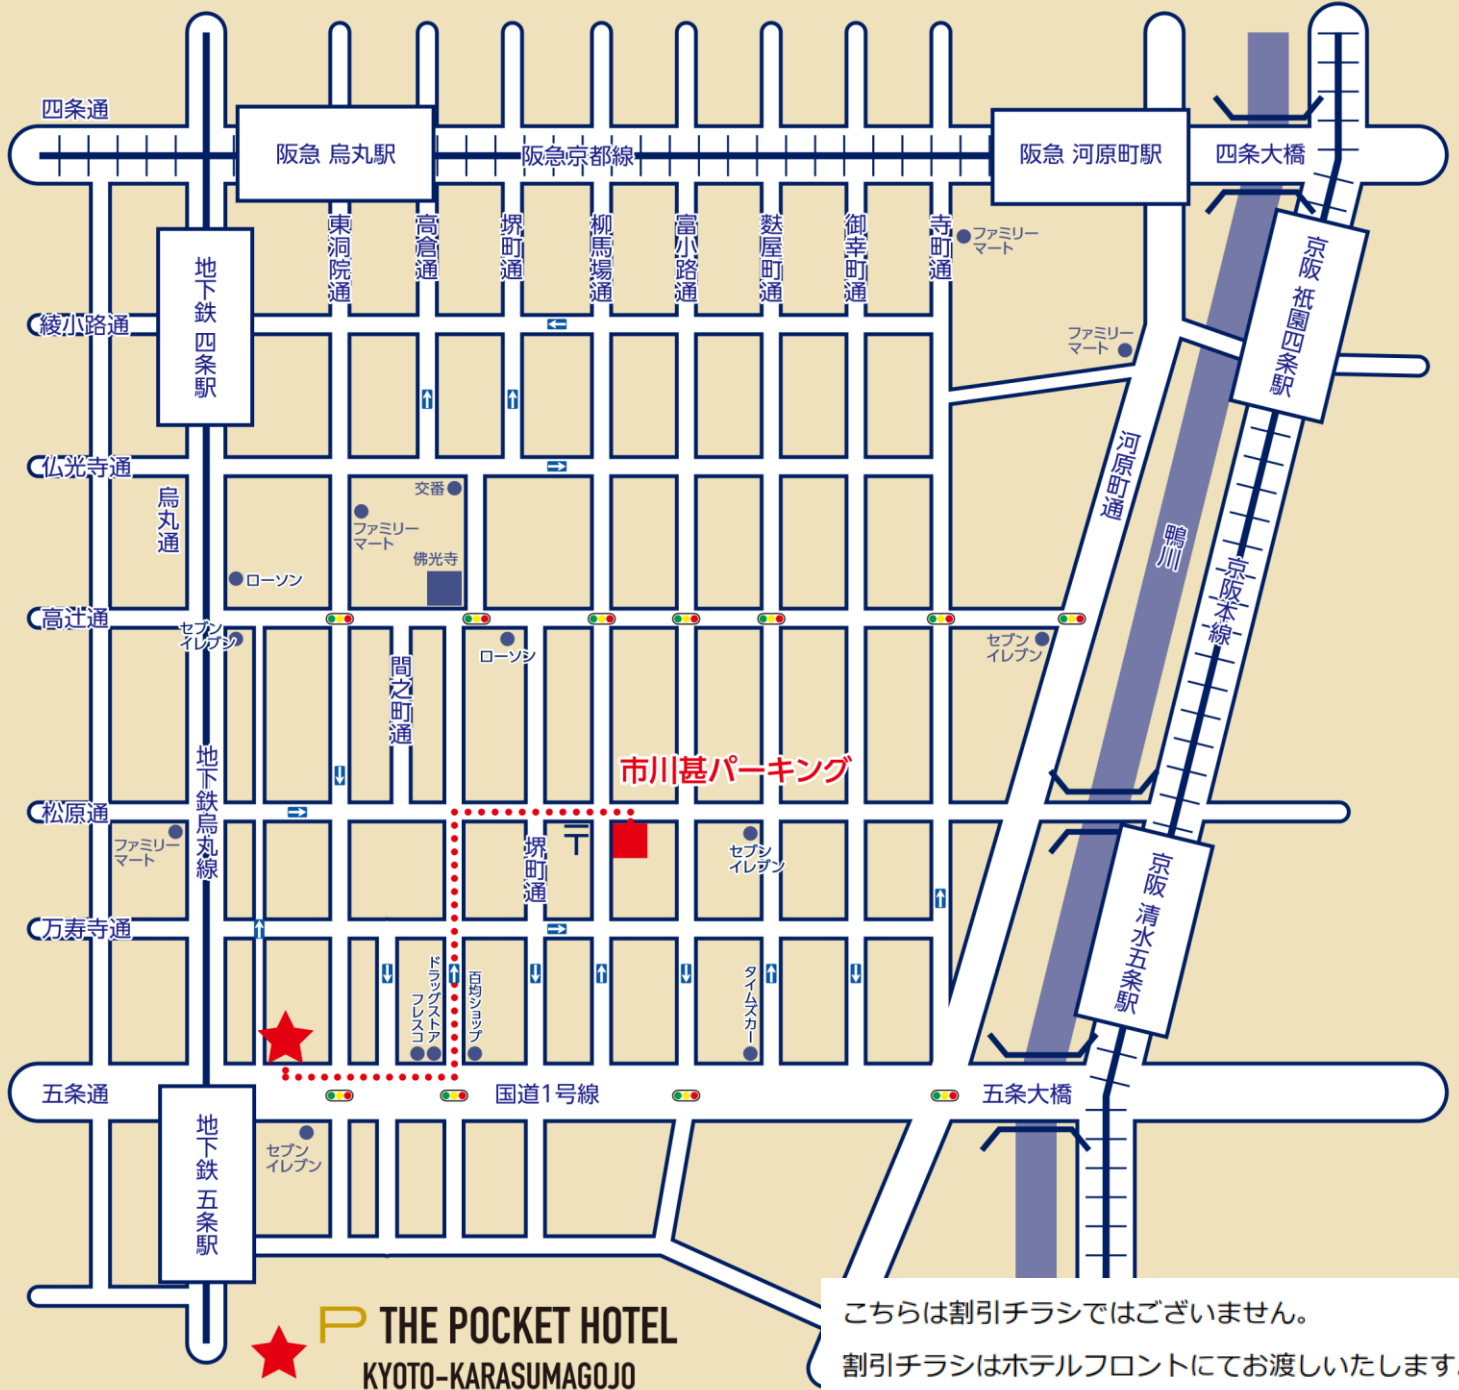 四条通
阪急 烏丸駅
阪急京都線
阪急 河原町駅
四条大橋
東洞院通
高倉通
堺町通
柳馬場通
富小路通
麩屋町通
御幸町通
寺町通
ファミリー
マート
地下鉄 四条駅
京阪 祇園四条駅
綾小路通
ファミリー
マート
仏光寺通
烏丸通
交番
ファミリー
マート
佛光寺
河原町通
鴨川
京阪本線
ローソン
高辻通
セブン
イレブン
ローソン
セブン
イレブン
間之町通
地下鉄烏丸線
市川甚パーキング
松原通
ファミリー
マート
堺町通
〒
セブン
イレブン
京阪 清水五条駅
万寿寺通
フレスコ
ドラッグストア
百均ショップ
タイムズカー
五条通
国道1号線
五条大橋
地下鉄 五条駅
セブン
イレブン
P THE POCKET HOTEL
KYOTO-KARASUMAGOJO
こちらは割引チラシではございません。
割引チラシはホテルフロントにてお渡しいたします。